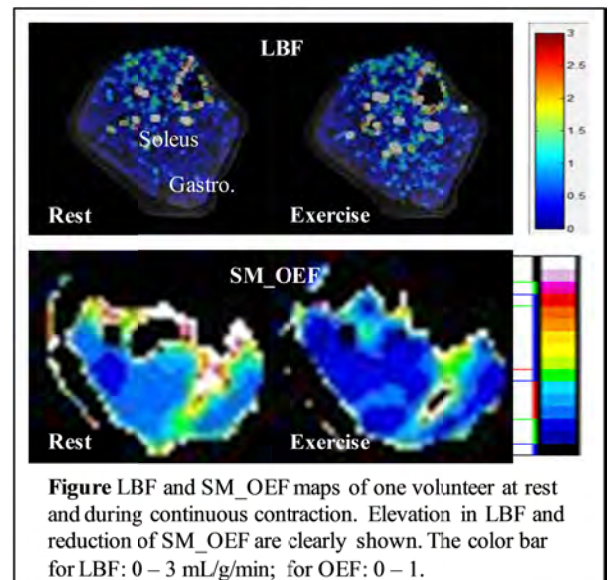 LBF
3
2.5
2
1.5
1
0.5
0
Soleus
Gastro.
Rest
Exercise
SM_OEF
Rest
Exercise
Figure LBF and SM_OEF maps of one volunteer at rest
and during continuous contraction. Elevation in LBF and
reduction of SM_OEF are clearly shown. The color bar
for LBF: 0 – 3 mL/g/min; for OEF: 0 – 1.